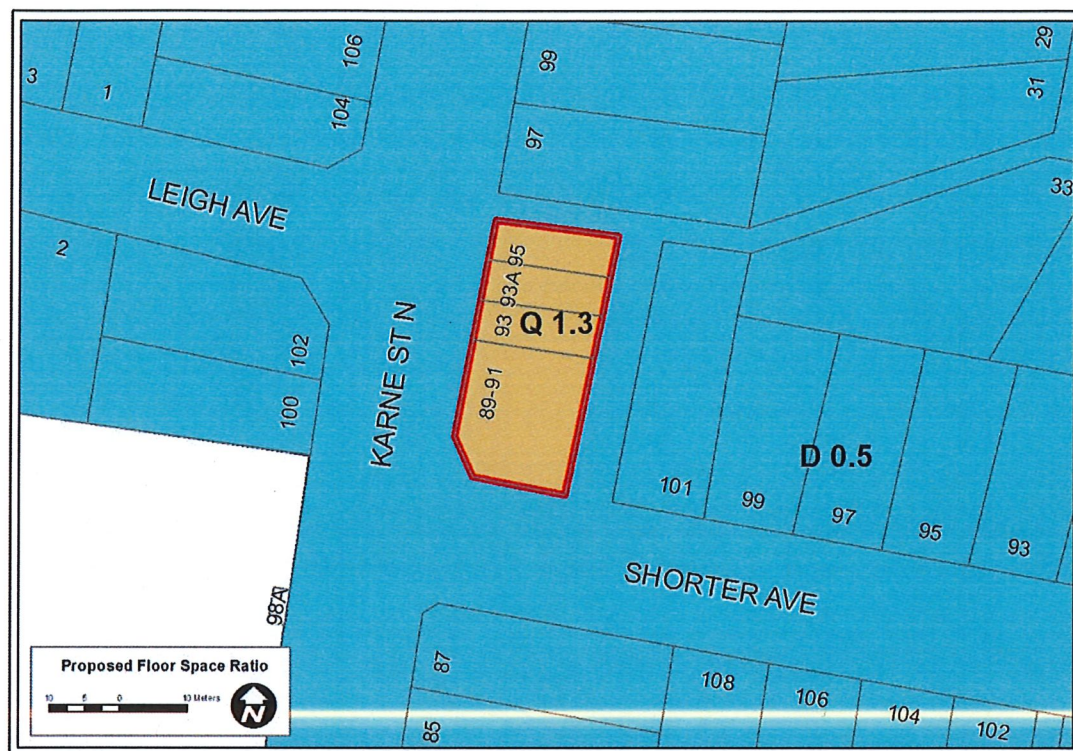 3
1
106
104
99
97
29
31
33
LEIGH AVE
2
102
100
KARNE ST N
95
93A
93
Q 1.3
89-91
D 0.5
101
99
97
95
93
SHORTER AVE
98A
87
85
108
106
104
102
Proposed Floor Space Ratio
10 5 0 10 Meters
N